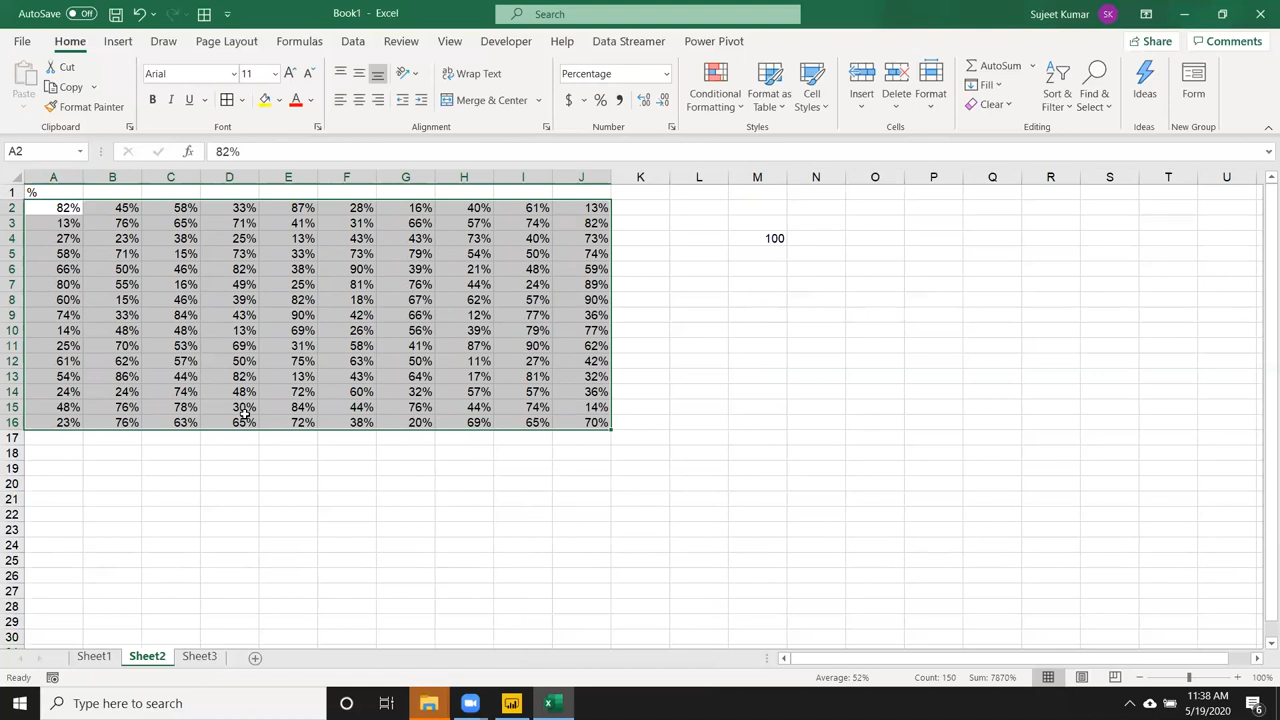 AutoSave Off Book1 - Excel Search Sujeet Kumar SK
File Home Insert Draw Page Layout Formulas Data Review View Developer Help Data Streamer Power Pivot Share Comments
Paste Cut Copy Format Painter Clipboard
Arial 11 B I U A Font
Wrap Text Merge & Center Alignment
Percentage $ % , Number
Conditional Formatting Format as Table Cell Styles Styles
Insert Delete Format Cells
AutoSum Fill Clear Sort & Filter Find & Select Editing
Ideas Ideas
Form New Group
A2 fx 82%
A B C D E F G H I J K L M N O P Q R S T U
1 %
2 82% 45% 58% 33% 87% 28% 16% 40% 61% 13%
3 13% 76% 65% 71% 41% 31% 66% 57% 74% 82%
4 27% 23% 38% 25% 13% 43% 43% 73% 40% 73% 100
5 58% 71% 15% 73% 33% 73% 79% 54% 50% 74%
6 66% 50% 46% 82% 38% 90% 39% 21% 48% 59%
7 80% 55% 16% 49% 25% 81% 76% 44% 24% 89%
8 60% 15% 46% 39% 82% 18% 67% 62% 57% 90%
9 74% 33% 84% 43% 90% 42% 66% 12% 77% 36%
10 14% 48% 48% 13% 69% 26% 56% 39% 79% 77%
11 25% 70% 53% 69% 31% 58% 41% 87% 90% 62%
12 61% 62% 57% 50% 75% 63% 50% 11% 27% 42%
13 54% 86% 44% 82% 13% 43% 64% 17% 81% 32%
14 24% 24% 74% 48% 72% 60% 32% 57% 57% 36%
15 48% 76% 78% 30% 84% 44% 76% 44% 74% 14%
16 23% 76% 63% 65% 72% 38% 20% 69% 65% 70%
17
18
19
20
21
22
23
24
25
26
27
28
29
30
Sheet1 Sheet2 Sheet3
Ready Average: 52% Count: 150 Sum: 7870% 100%
Type here to search 11:38 AM
5/19/2020 6